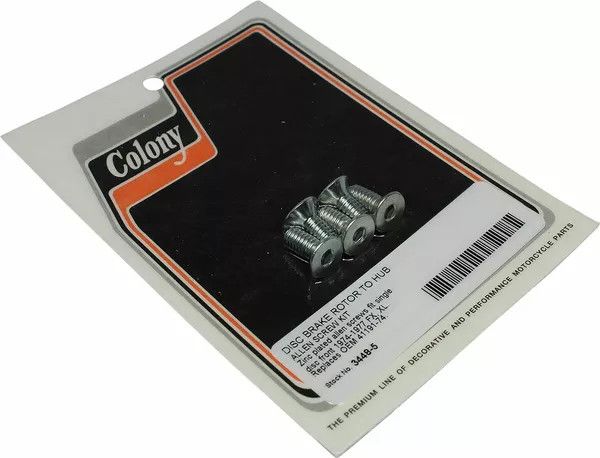 Colony
DISC BRAKE ROTOR TO HUB
ALLEN SCREW KIT
Zinc plated allen screws fit single
disc front 1974-1977 FX, XL
Replaces OEM 41191-74
Stock No. 3448-5
THE PREMIUM LINE OF DECORATIVE AND PERFORMANCE MOTORCYCLE PARTS